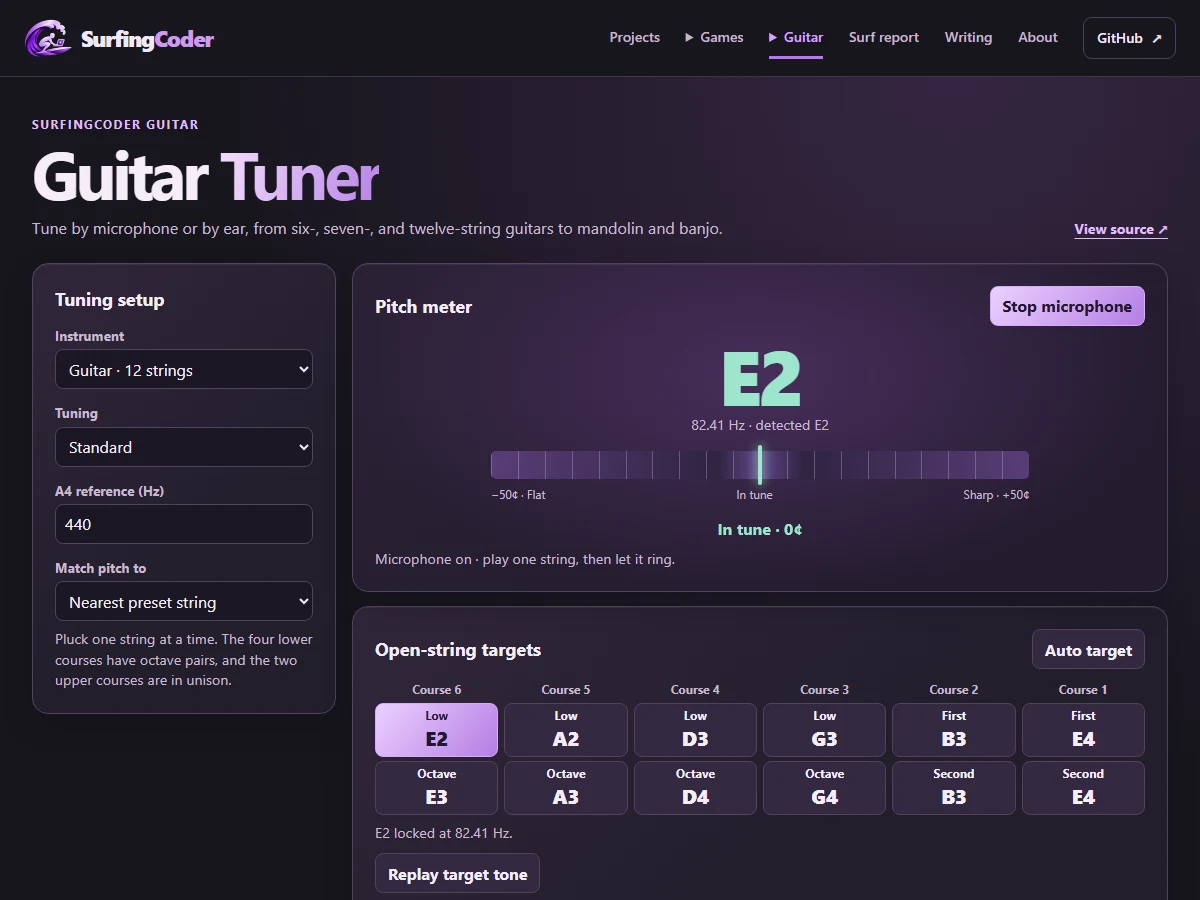 SurfingCoder
Projects
▶ Games
▶ Guitar
Surf report
Writing
About
GitHub ↗
SURFINGCODER GUITAR
Guitar Tuner
Tune by microphone or by ear, from six-, seven-, and twelve-string guitars to mandolin and banjo.
View source ↗
Tuning setup
Instrument
Guitar · 12 strings
Tuning
Standard
A4 reference (Hz)
440
Match pitch to
Nearest preset string
Pluck one string at a time. The four lower
courses have octave pairs, and the two
upper courses are in unison.
Pitch meter
Stop microphone
E2
82.41 Hz · detected E2
−50¢ · Flat
In tune
Sharp · +50¢
In tune · 0¢
Microphone on · play one string, then let it ring.
Open-string targets
Auto target
Course 6
Course 5
Course 4
Course 3
Course 2
Course 1
Low
E2
Low
A2
Low
D3
Low
G3
First
B3
First
E4
Octave
E3
Octave
A3
Octave
D4
Octave
G4
Second
B3
Second
E4
E2 locked at 82.41 Hz.
Replay target tone